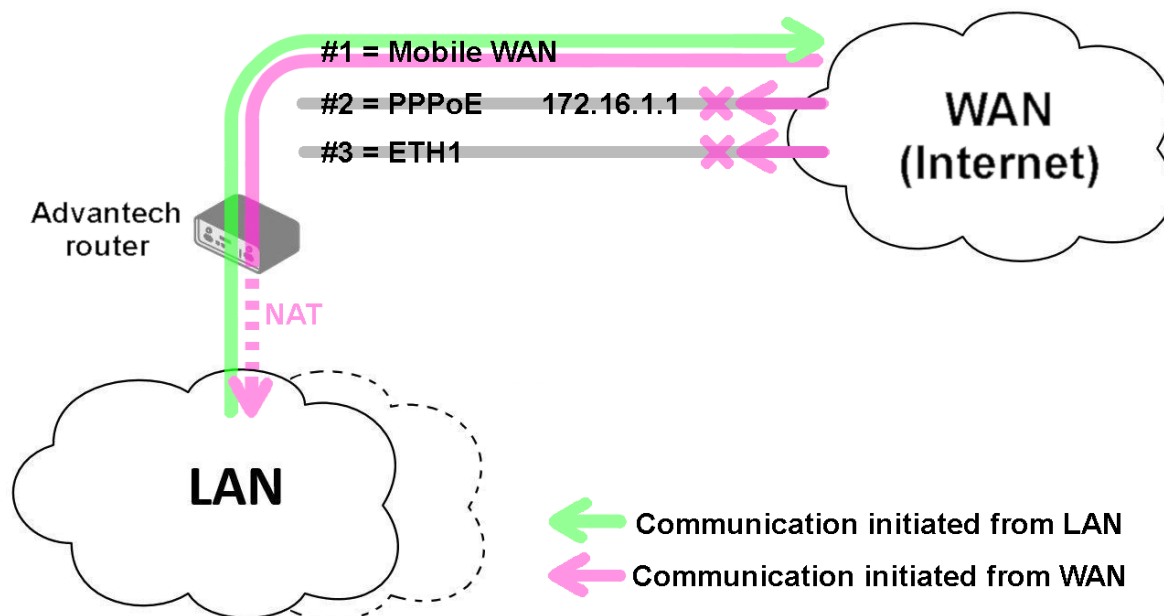 #1 = Mobile WAN
#2 = PPPoE 172.16.1.1
#3 = ETH1
WAN
(Internet)
Advantech
router
NAT
LAN
Communication initiated from LAN
Communication initiated from WAN